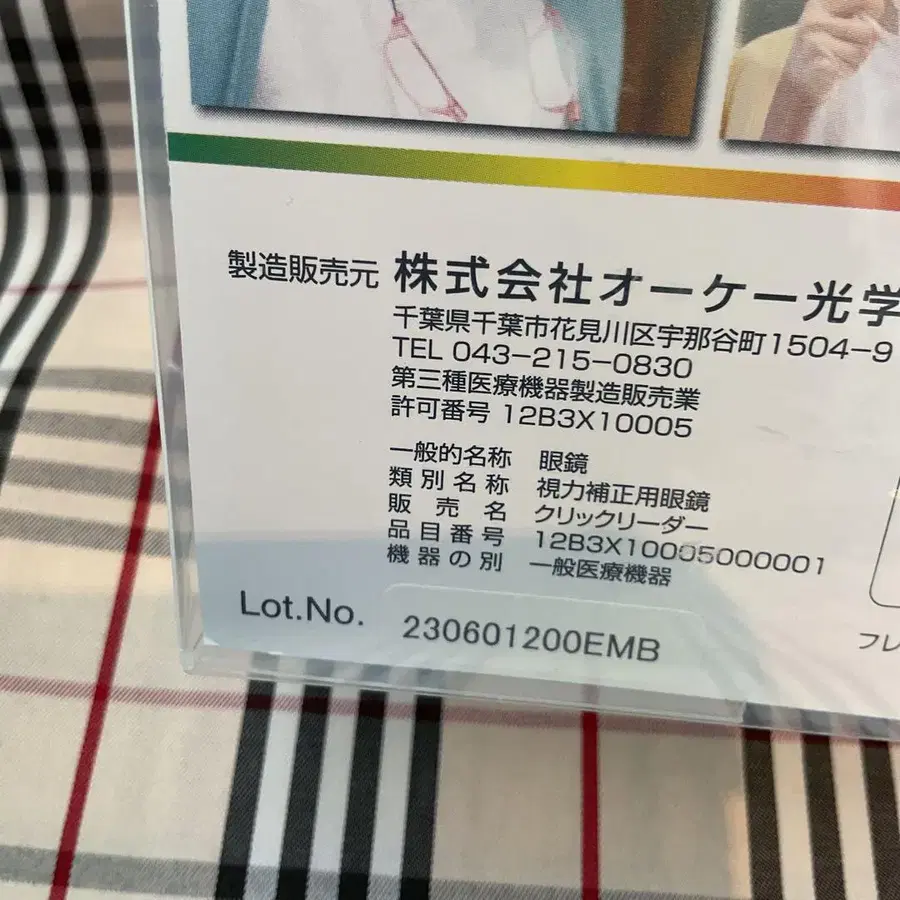 製造販売元 株式会社オーケー光学
千葉県千葉市花見川区宇那谷町1504−9
TEL 043−215−0830
第三種医療機器製造販売業
許可番号 12B3X10005
一般的名称 眼鏡
類別名称 視力補正用眼鏡
販売名 クリックリーダー
品目番号 12B3X10005000001
機器の別 一般医療機器
Lot.No. 230601200EMB
フレ